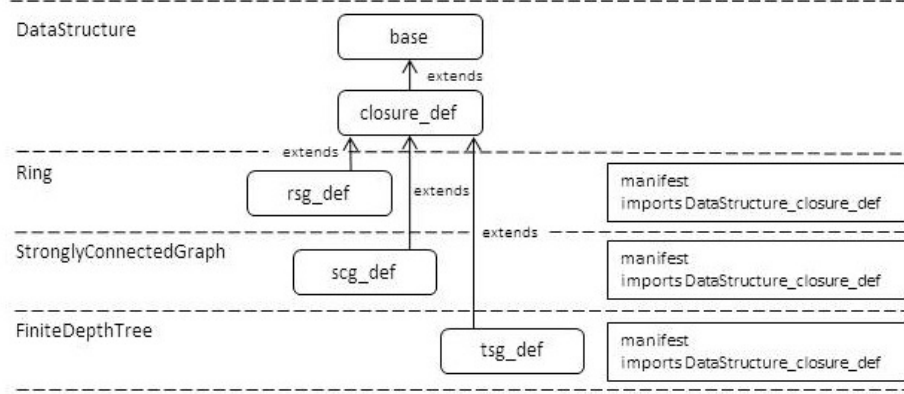 DataStructure
base
extends
closure_def
extends
Ring
rsg_def
extends
manifest
imports DataStructure_closure_def
extends
StronglyConnectedGraph
scg_def
manifest
imports DataStructure_closure_def
FiniteDepthTree
tsg_def
manifest
imports DataStructure_closure_def